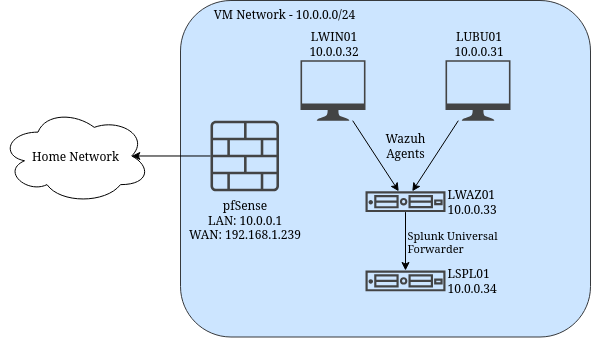 VM Network - 10.0.0.0/24
LWIN01
10.0.0.32
LUBU01
10.0.0.31
Home Network
Wazuh
Agents
pfSense
LAN: 10.0.0.1
WAN: 192.168.1.239
LWAZ01
10.0.0.33
Splunk Universal
Forwarder
LSPL01
10.0.0.34